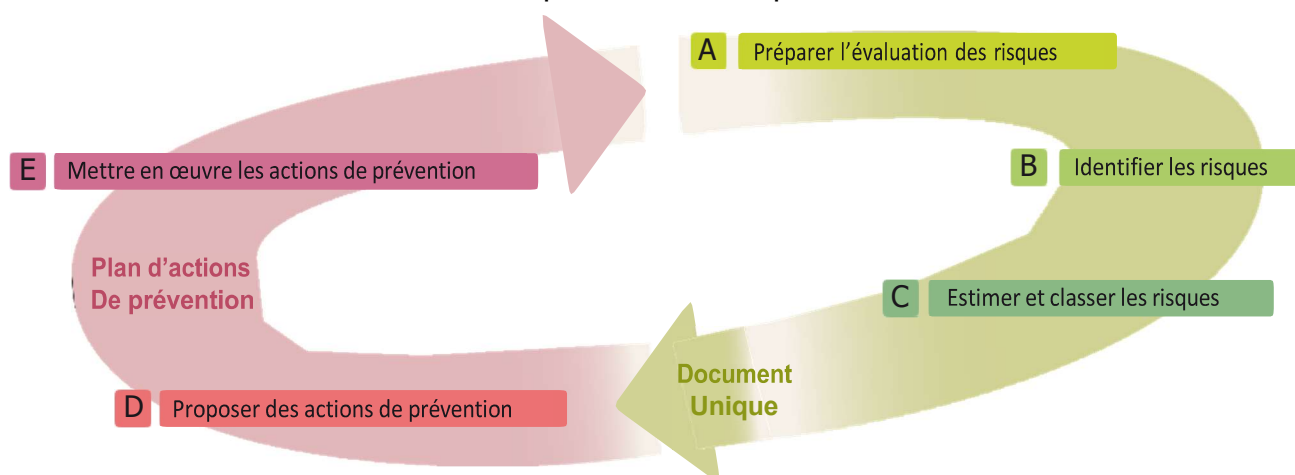 A Préparer l’évaluation des risques
B Identifier les risques
C Estimer et classer les risques
Document
Unique
D Proposer des actions de prévention
Plan d’actions
De prévention
E Mettre en œuvre les actions de prévention